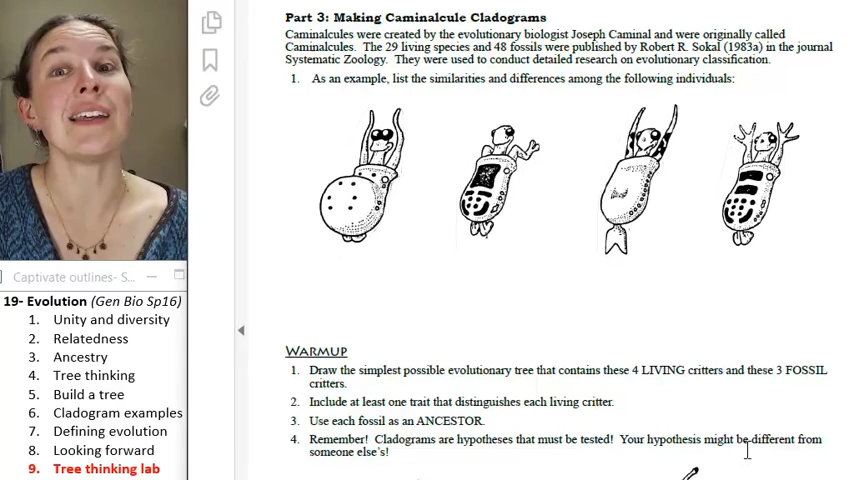 Part 3: Making Caminalcule Cladograms
Caminalcules were created by the evolutionary biologist Joseph Caminal and were originally called
Caminalcules. The 29 living species and 48 fossils were published by Robert R. Sokal (1983a) in the journal
Systematic Zoology. They were used to conduct detailed research on evolutionary classification.
1. As an example, list the similarities and differences among the following individuals:
WARMUP
1. Draw the simplest possible evolutionary tree that contains these 4 LIVING critters and these 3 FOSSIL
critters.
2. Include at least one trait that distinguishes each living critter.
3. Use each fossil as an ANCESTOR.
4. Remember! Cladograms are hypotheses that must be tested! Your hypothesis might be different from
someone else's!
Captivate outlines- S...
19- Evolution (Gen Bio Sp16)
1. Unity and diversity
2. Relatedness
3. Ancestry
4. Tree thinking
5. Build a tree
6. Cladogram examples
7. Defining evolution
8. Looking forward
9. Tree thinking lab